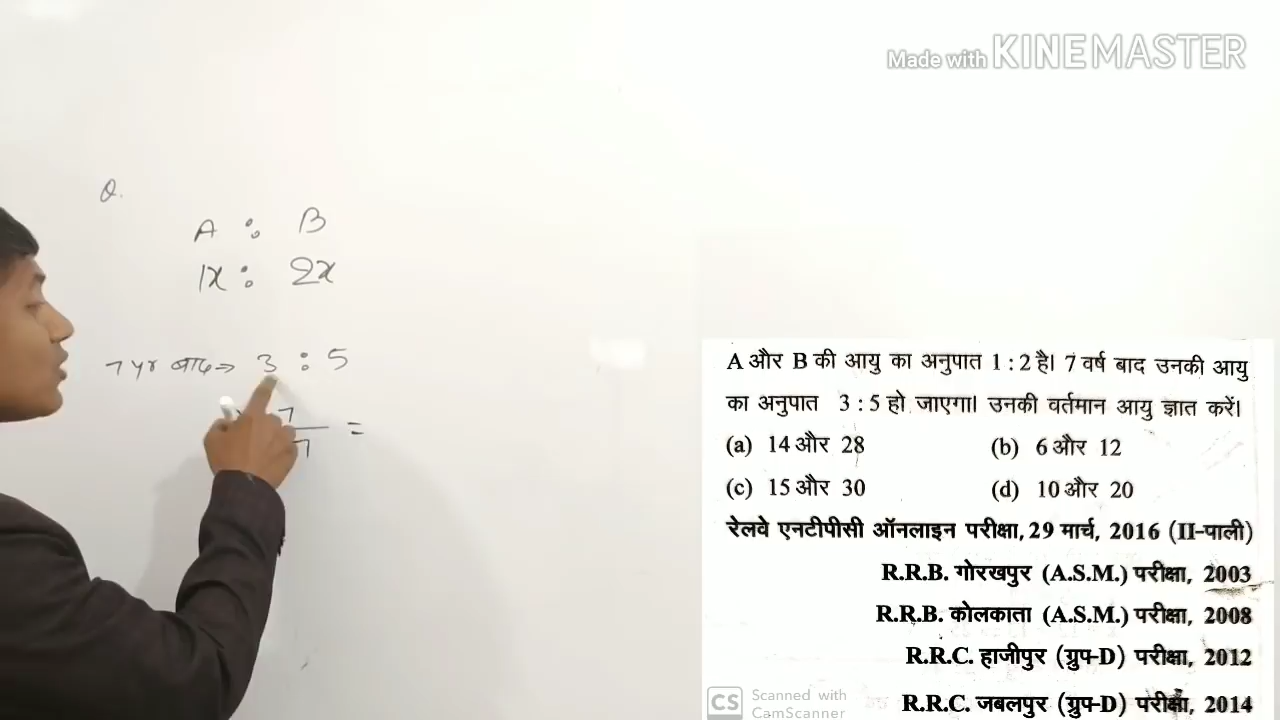 Made with KINEMASTER
Q.
A : B
1x : 2x
7 yr बाद⇒ 3 : 5
7
=
7
A और B की आयु का अनुपात 1 : 2 है। 7 वर्ष बाद उनकी आयु
का अनुपात 3 : 5 हो जाएगा। उनकी वर्तमान आयु ज्ञात करें।
(a) 14 और 28 (b) 6 और 12
(c) 15 और 30 (d) 10 और 20
रेलवे एनटीपीसी ऑनलाइन परीक्षा, 29 मार्च, 2016 (II-पाली)
R.R.B. गोरखपुर (A.S.M.) परीक्षा, 2003
R.R.B. कोलकाता (A.S.M.) परीक्षा, 2008
R.R.C. हाजीपुर (ग्रुप-D) परीक्षा, 2012
R.R.C. जबलपुर (ग्रुप-D) परीक्षा, 2014
CS Scanned with
CamScanner